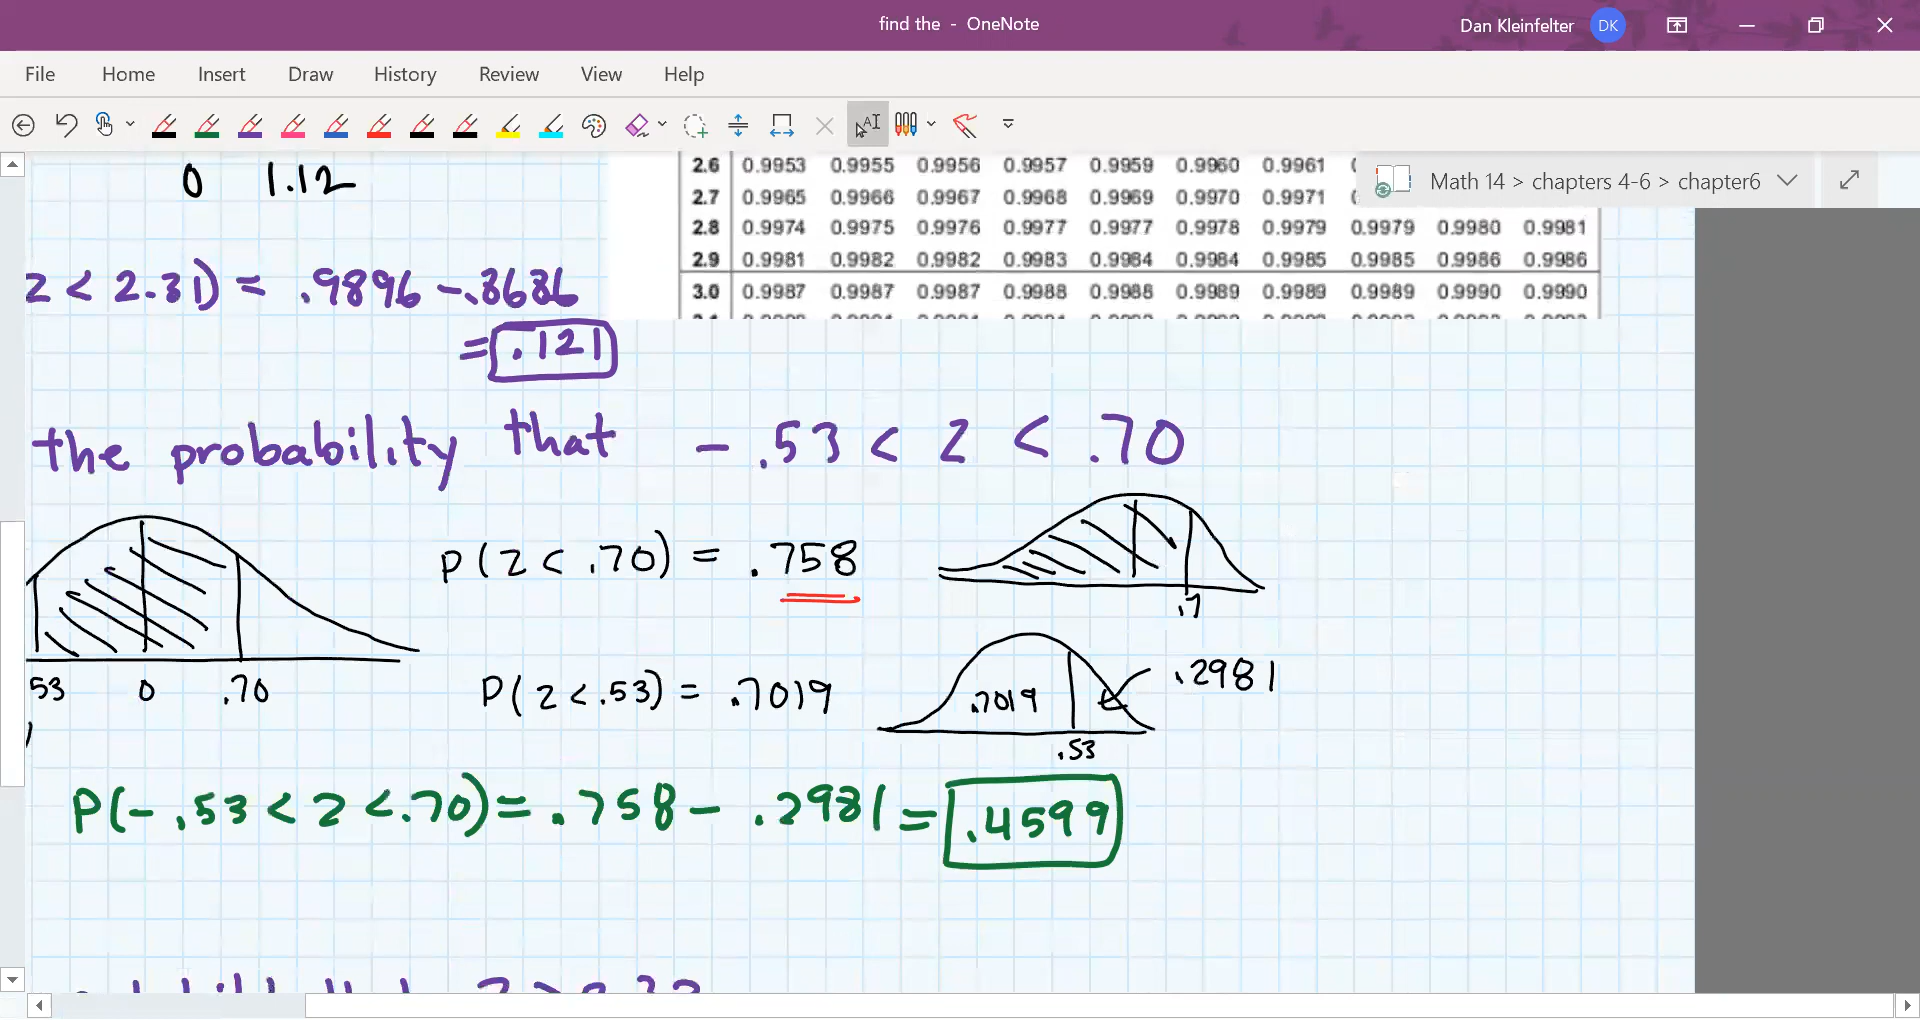 find the - OneNote
Dan Kleinfelter DK
File Home Insert Draw History Review View Help
Math 14 > chapters 4-6 > chapter6
2.6 0.9953 0.9955 0.9956 0.9957 0.9959 0.9960 0.9961
2.7 0.9965 0.9966 0.9967 0.9968 0.9969 0.9970 0.9971
2.8 0.9974 0.9975 0.9976 0.9977 0.9977 0.9978 0.9979 0.9979 0.9980 0.9981
2.9 0.9981 0.9982 0.9982 0.9983 0.9984 0.9984 0.9985 0.9985 0.9986 0.9986
3.0 0.9987 0.9987 0.9987 0.9988 0.9988 0.9989 0.9989 0.9989 0.9990 0.9990
0 1.12
z < 2.31) = .9896 - .8686
= .121
the probability that - .53 < z < .70
P(z < .70) = .758
.7
53 0 .70
P(z < .53) = .7019
.7019
.2981
.53
P(- .53 < z < .70) = .758 - .2981 = .4599